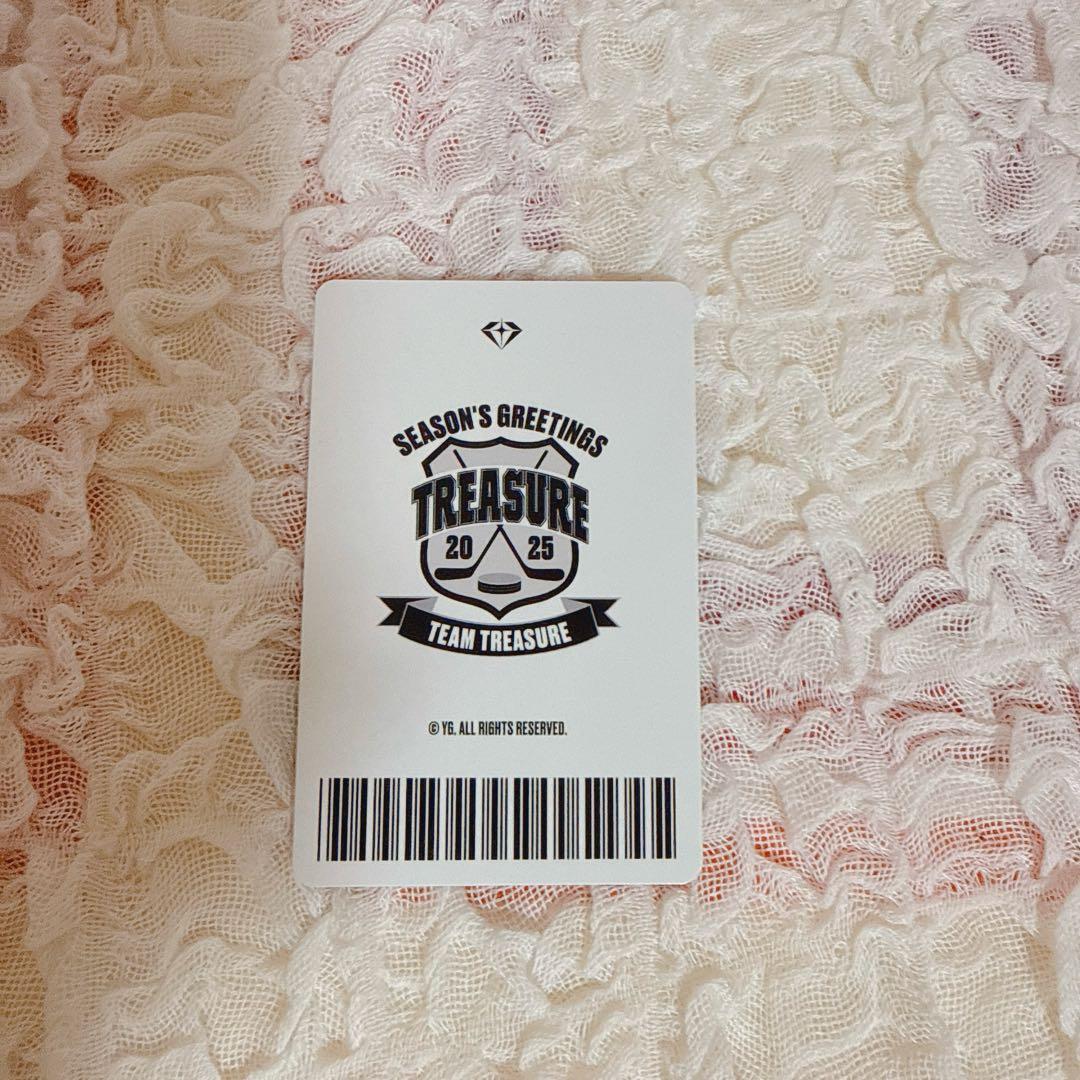 SEASON'S GREETINGS
TREASURE
20 25
TEAM TREASURE
© YG. ALL RIGHTS RESERVED.